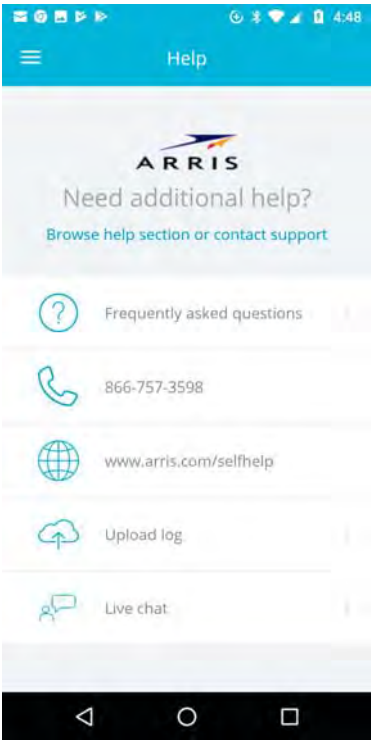 4:48
Help
ARRIS
Need additional help?
Browse help section or contact support
?
Frequently asked questions
866-757-3598
www.arris.com/selfhelp
Upload log
Live chat